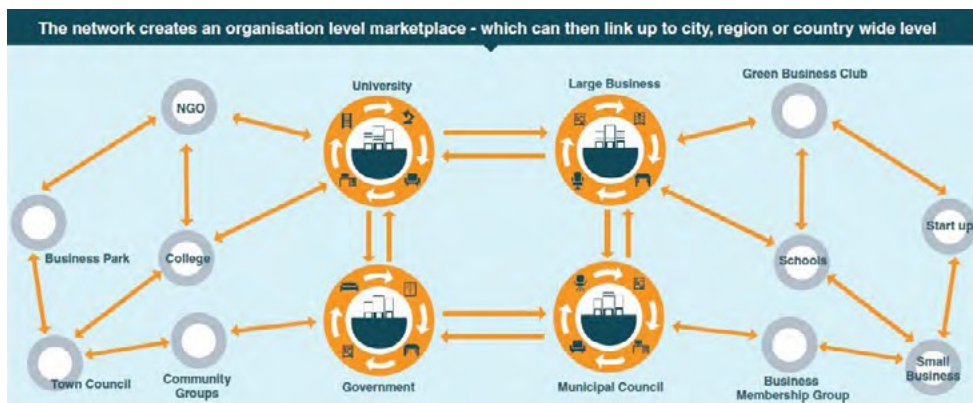 The network creates an organisation level marketplace - which can then link up to city, region or country wide level
University
Large Business
Green Business Club
NGO
Business Park
College
Schools
Start up
Town Council
Community
Groups
Government
Municipal Council
Business
Membership Group
Small
Business